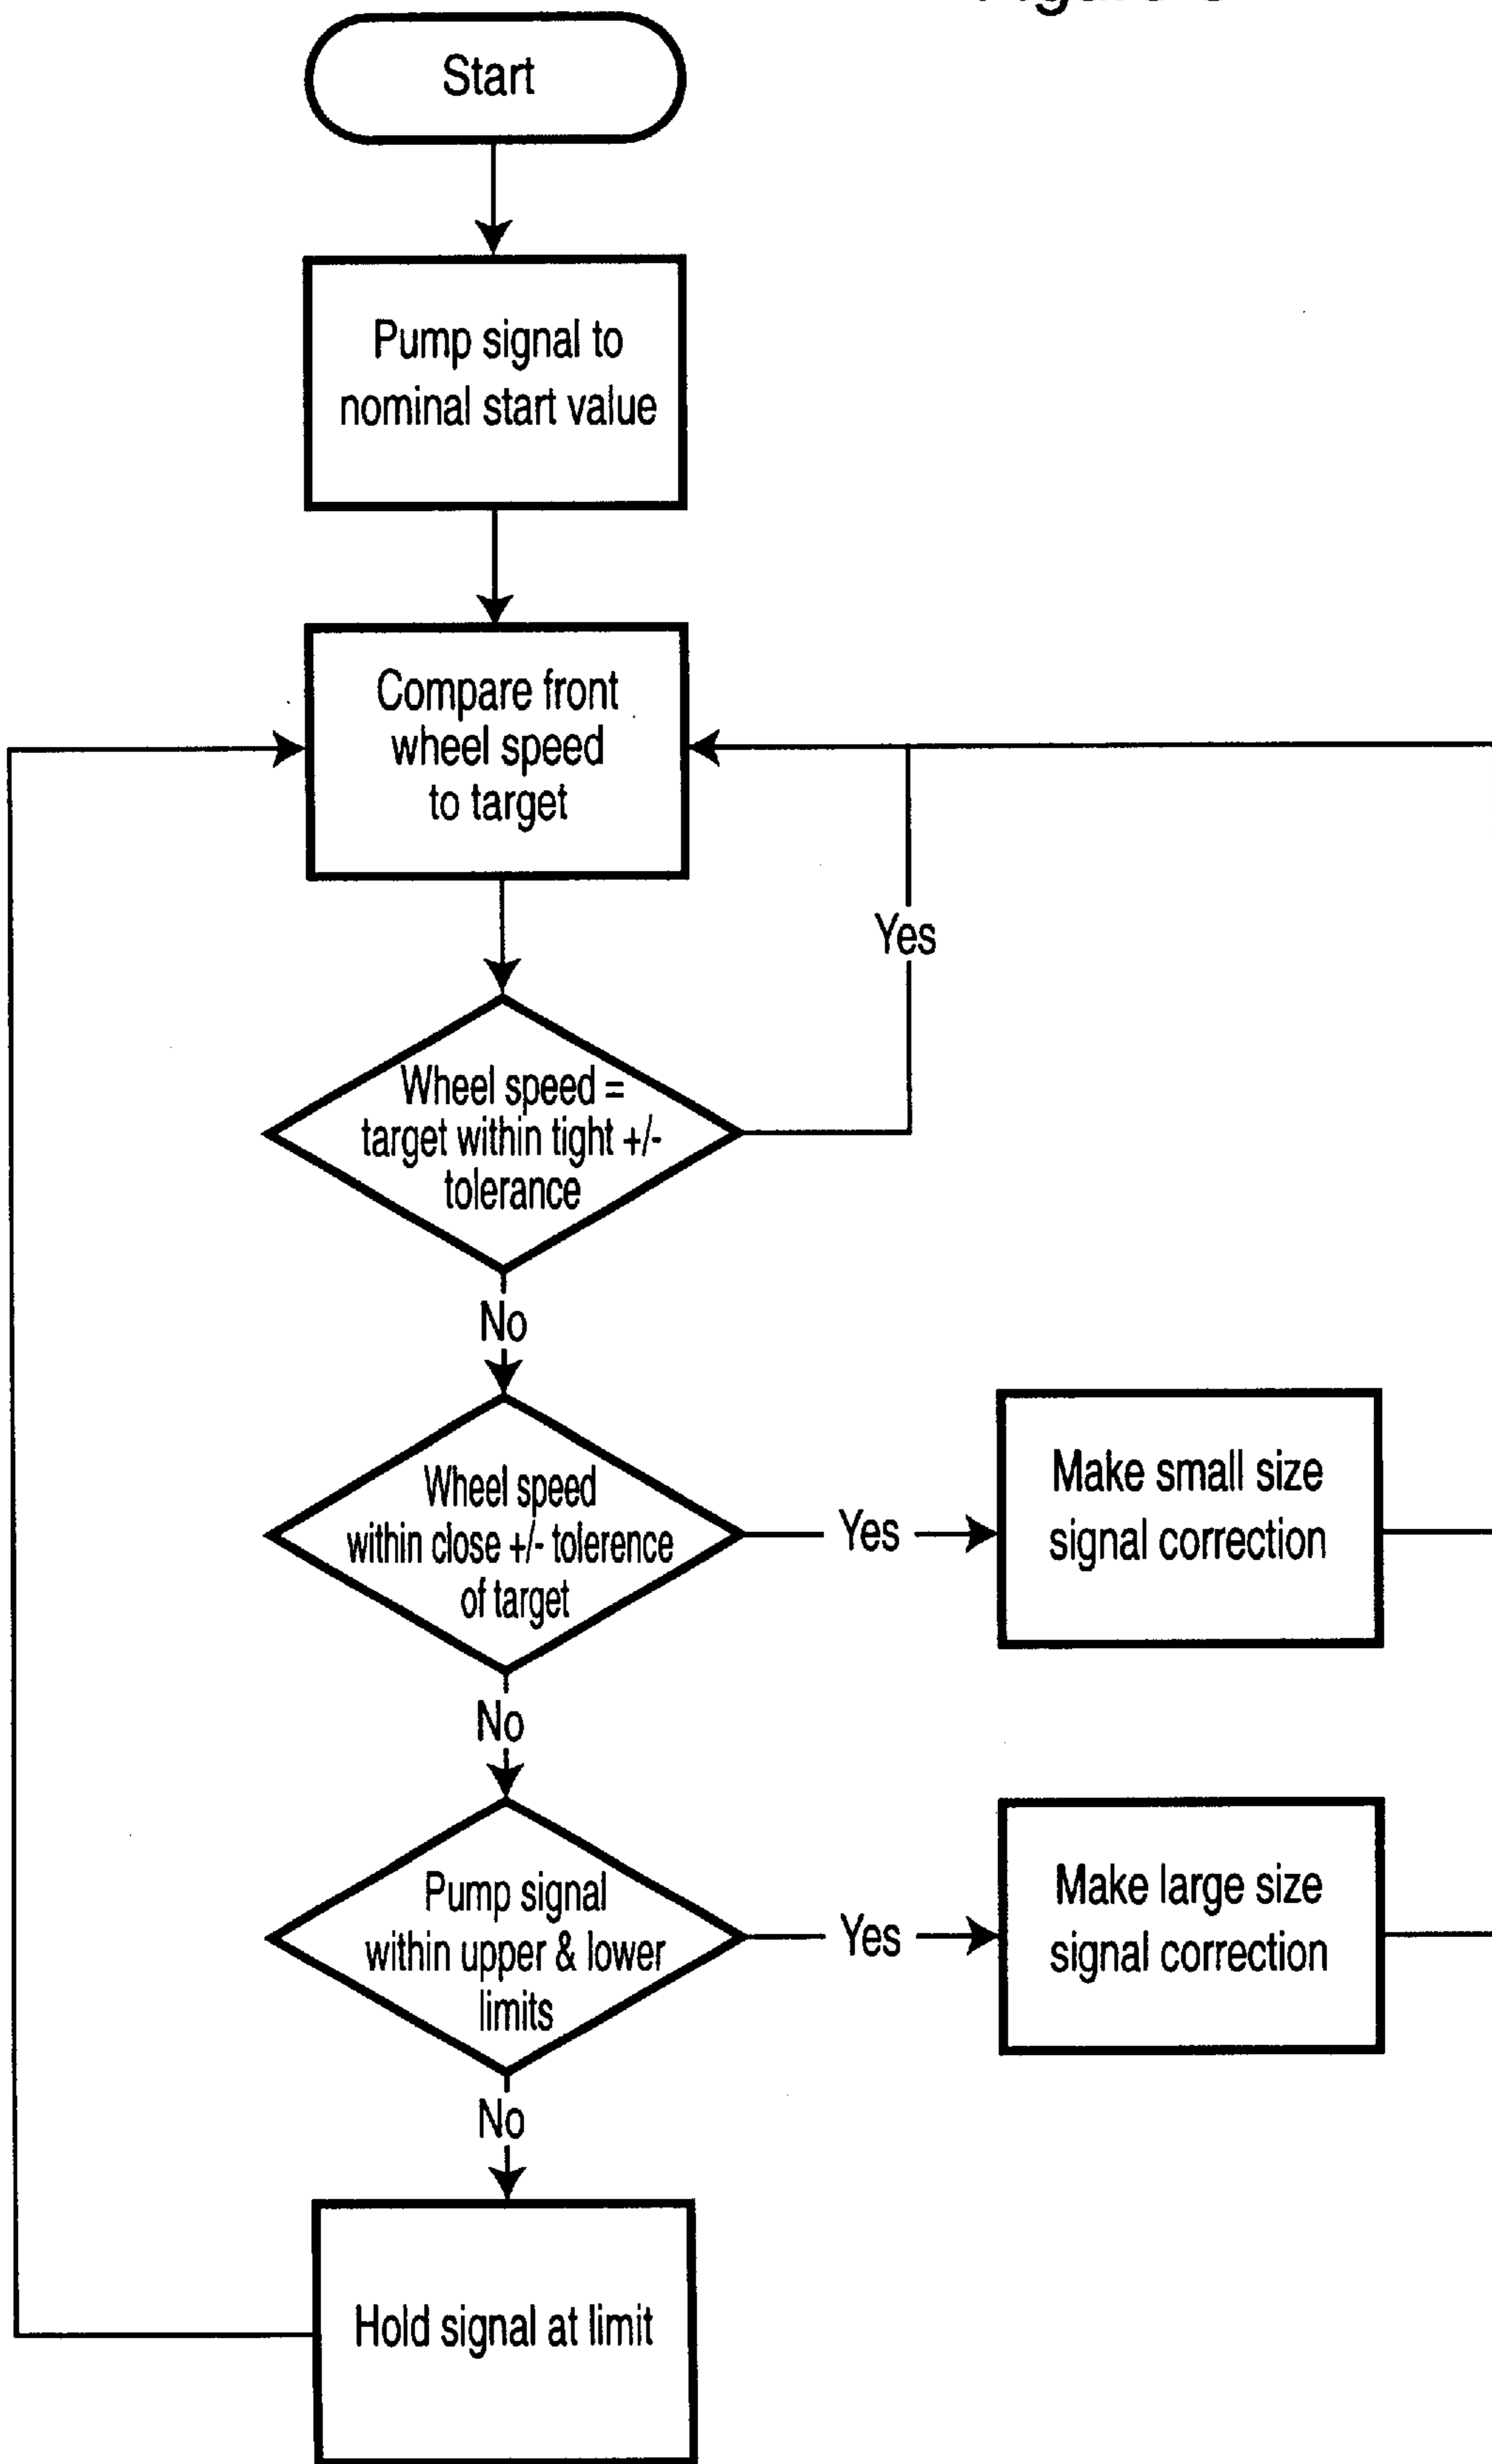 Start
Pump signal to
nominal start value
Compare front
wheel speed
to target
Yes
Wheel speed =
target within tight +/-
tolerance
No
Wheel speed
within close +/- tolerence
of target
Yes
Make small size
signal correction
No
Pump signal
within upper & lower
limits
Yes
Make large size
signal correction
No
Hold signal at limit